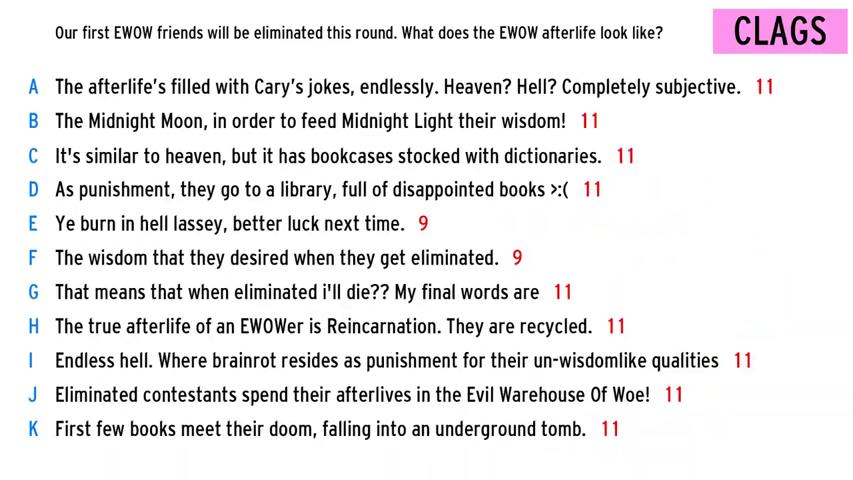 Our first EWOW friends will be eliminated this round. What does the EWOW afterlife look like?
CLAGS
A The afterlife's filled with Cary's jokes, endlessly. Heaven? Hell? Completely subjective. 11
B The Midnight Moon, in order to feed Midnight Light their wisdom! 11
C It's similar to heaven, but it has bookcases stocked with dictionaries. 11
D As punishment, they go to a library, full of disappointed books >:( 11
E Ye burn in hell lassey, better luck next time. 9
F The wisdom that they desired when they get eliminated. 9
G That means that when eliminated i'll die?? My final words are 11
H The true afterlife of an EWOWer is Reincarnation. They are recycled. 11
I Endless hell. Where brainrot resides as punishment for their un-wisdomlike qualities 11
J Eliminated contestants spend their afterlives in the Evil Warehouse Of Woe! 11
K First few books meet their doom, falling into an underground tomb. 11